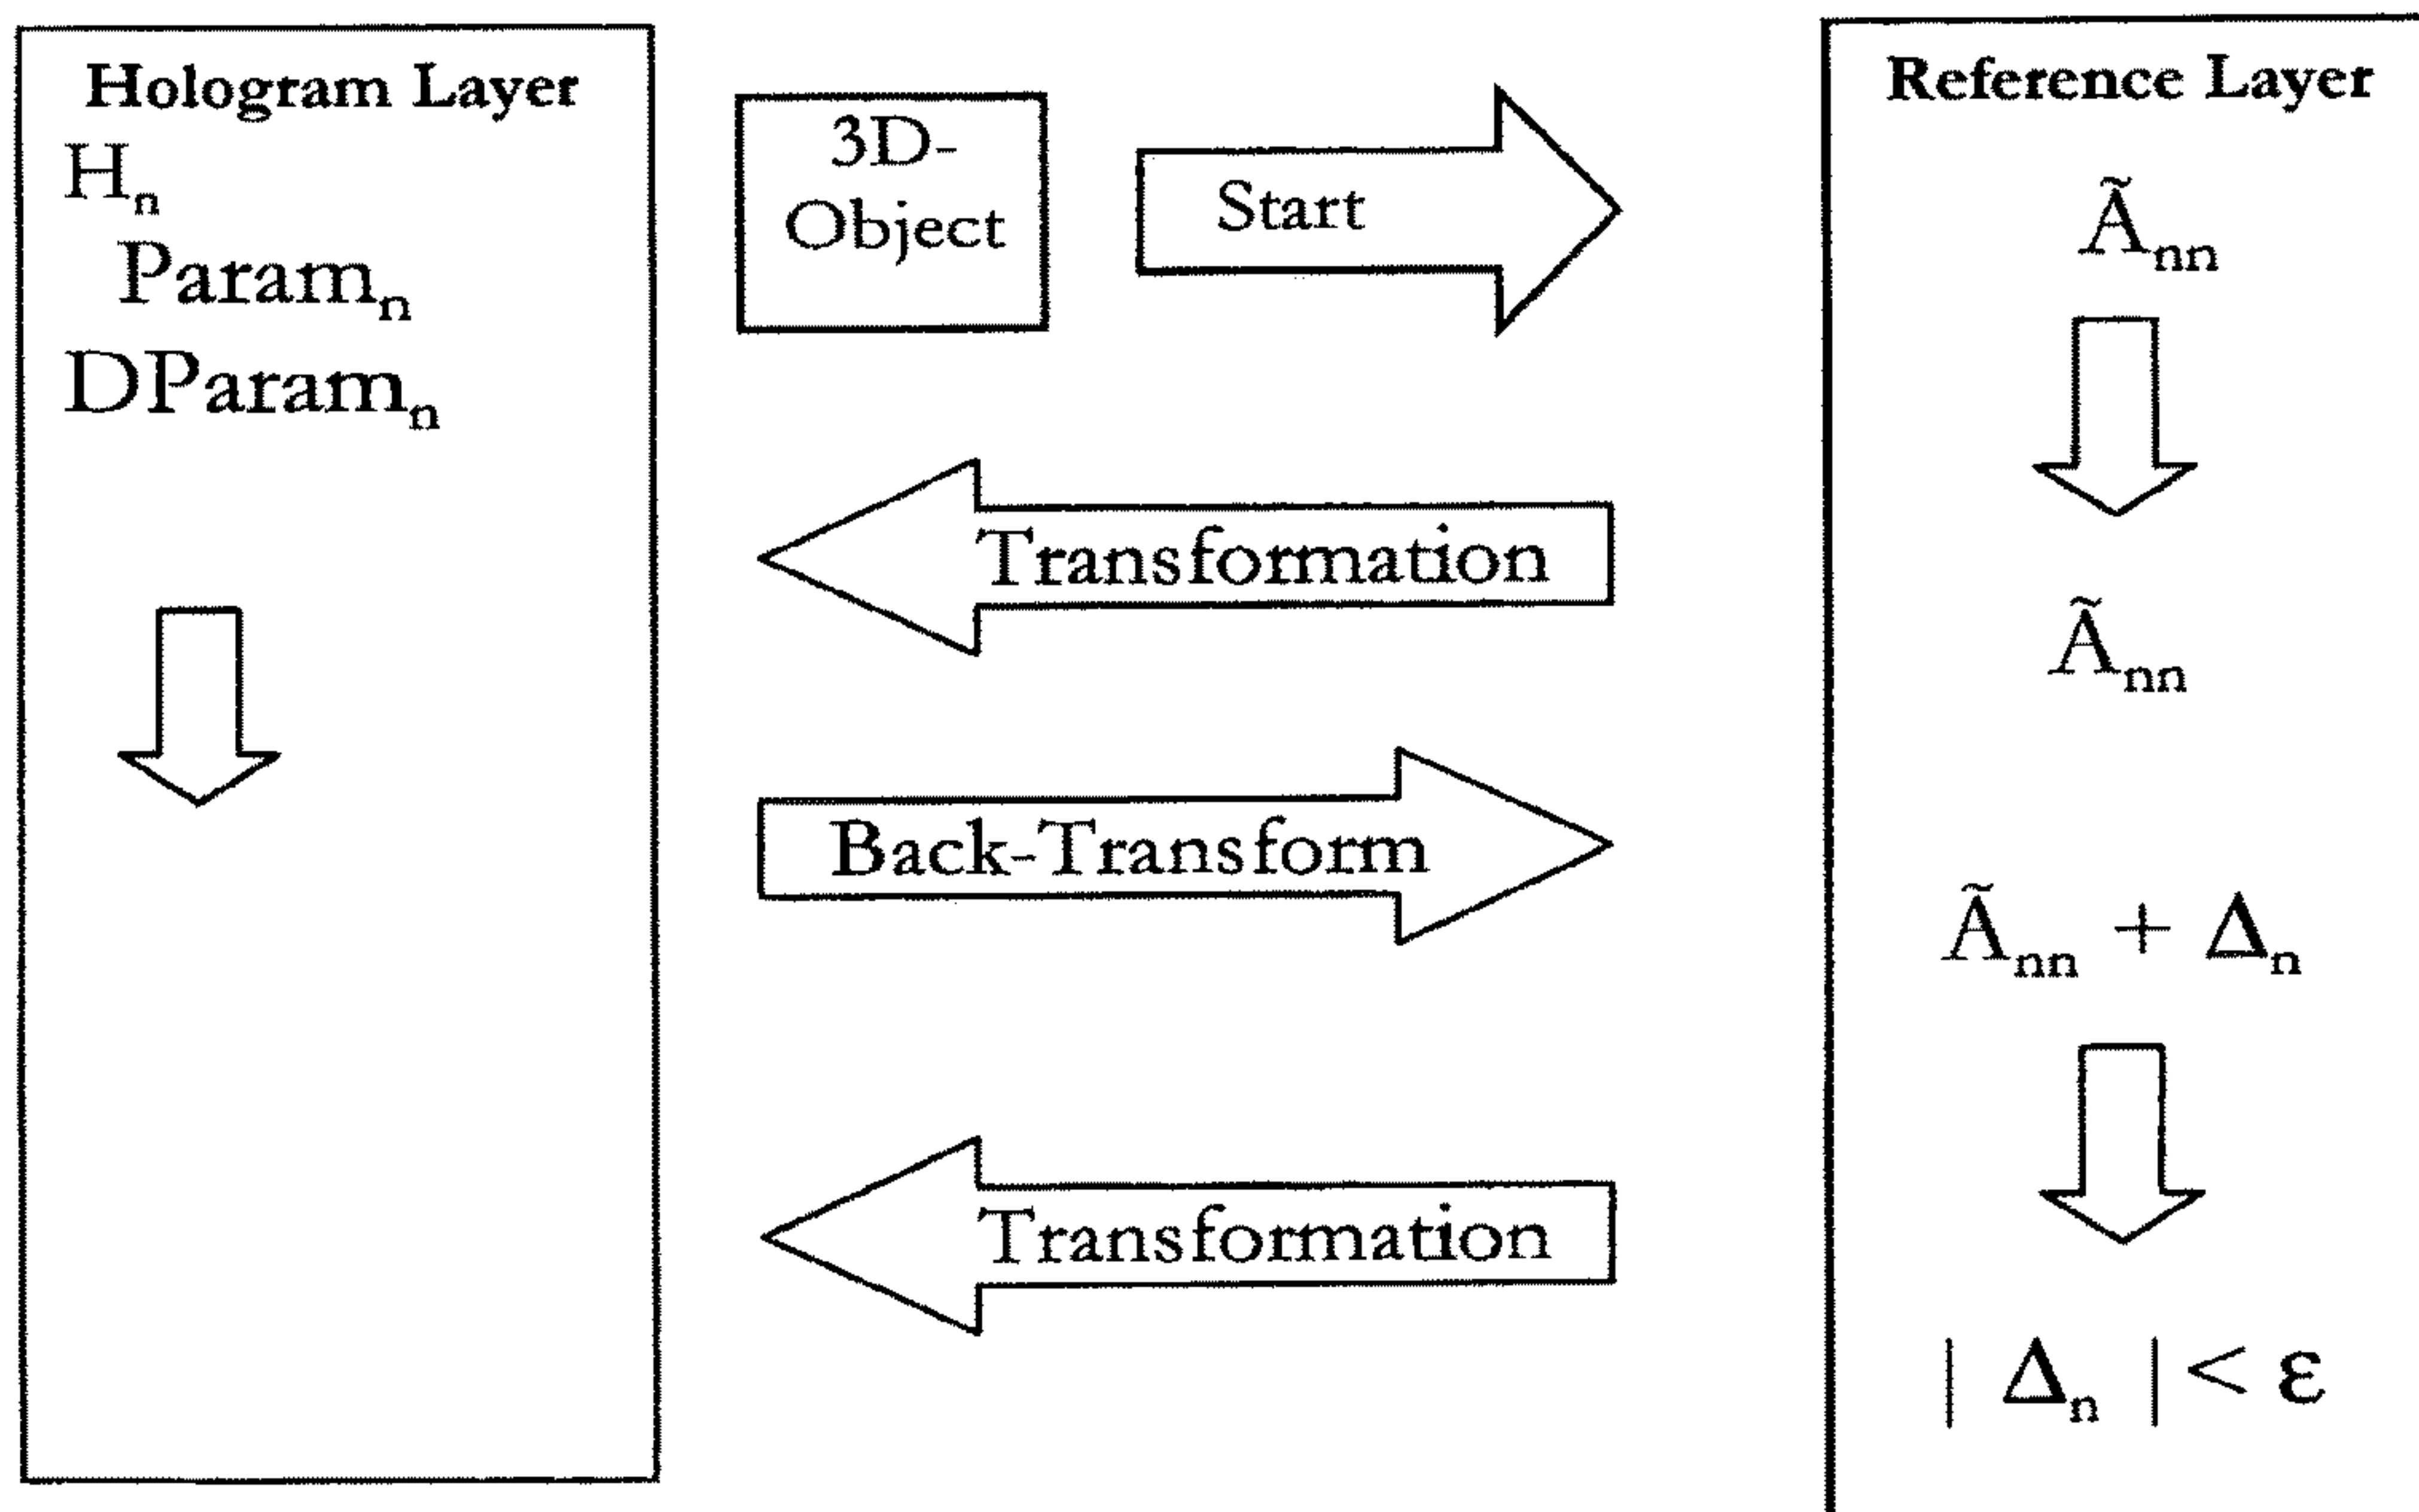 Hologram Layer
Hₙ
Paramₙ
DParamₙ
3D-
Object
Start
Transformation
Back-Transform
Transformation
Reference Layer
Ãₙₙ
Ãₙₙ
Ãₙₙ + Δₙ
| Δₙ | < ε